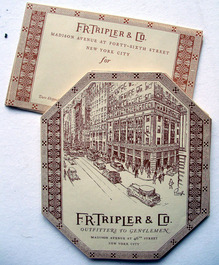 F.R.TRIPLER & CO.
MADISON AVENUE AT FORTY-SIXTH STREET
NEW YORK CITY
for
F.R.TRIPLER & CO.
OUTFITTERS TO GENTLEMEN
MADISON AVENUE AT 46TH STREET
NEW YORK CITY